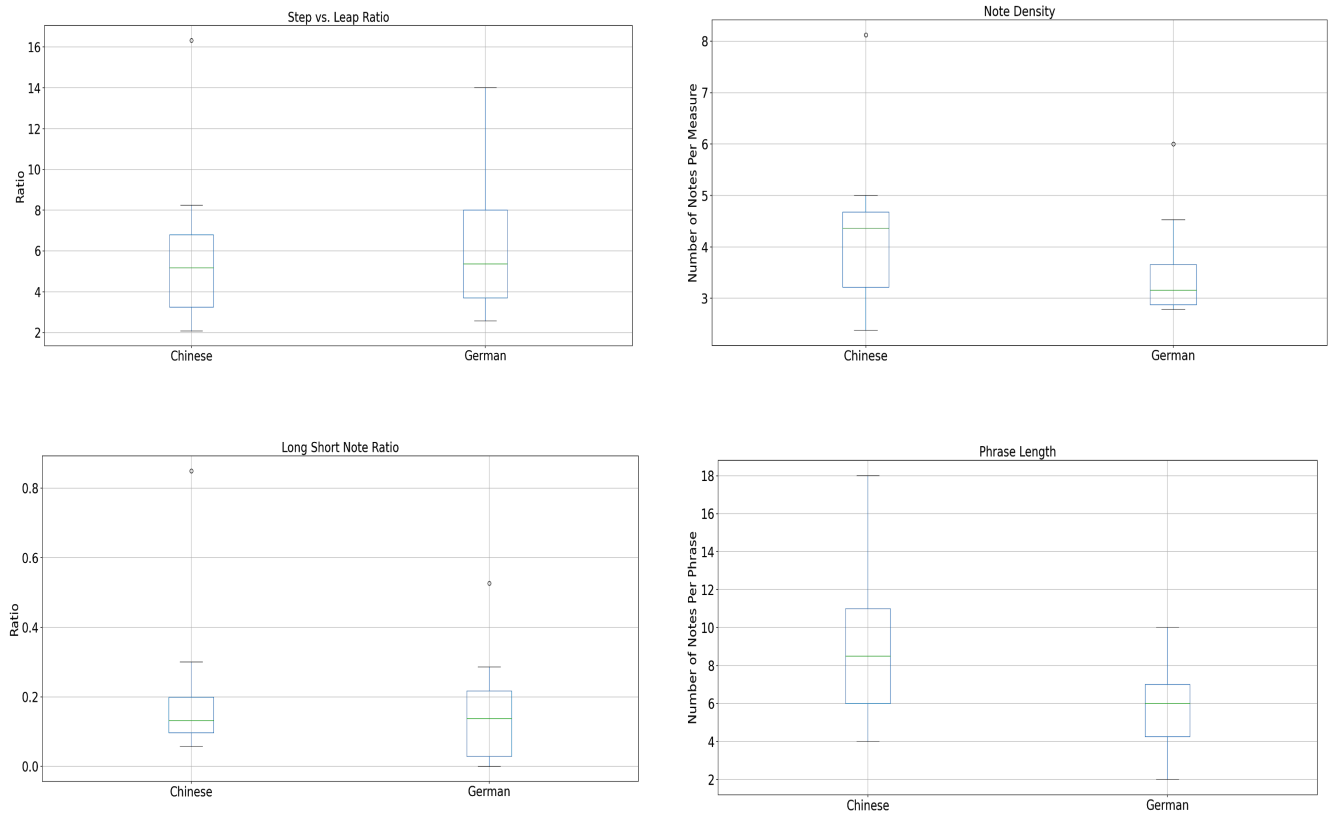 Step vs. Leap Ratio
Ratio
16
14
12
10
8
6
4
2
Chinese German
Note Density
Number of Notes Per Measure
8
7
6
5
4
3
Chinese German
Long Short Note Ratio
Ratio
0.8
0.6
0.4
0.2
0.0
Chinese German
Phrase Length
Number of Notes Per Phrase
18
16
14
12
10
8
6
4
2
Chinese German